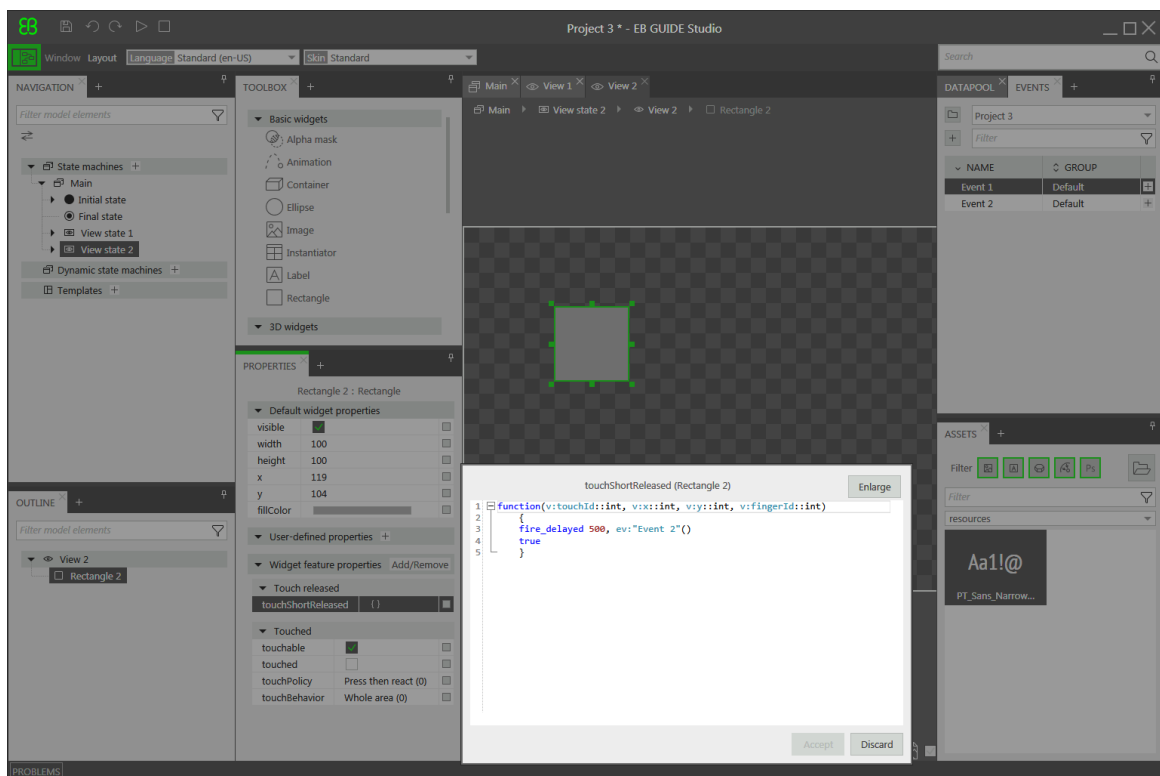 EB
Project 3 * - EB GUIDE Studio
Window Layout Language Standard (en-US) Skin Standard
Search
NAVIGATION
Filter model elements
State machines
Main
Initial state
Final state
View state 1
View state 2
Dynamic state machines
Templates
OUTLINE
Filter model elements
View 2
Rectangle 2
TOOLBOX
Basic widgets
Alpha mask
Animation
Container
Ellipse
Image
Instantiator
A Label
Rectangle
3D widgets
PROPERTIES
Rectangle 2 : Rectangle
Default widget properties
visible
width 100
height 100
x 119
y 104
fillColor
User-defined properties
Widget feature properties Add/Remove
Touch released
touchShortReleased { }
Touched
touchable
touched
touchPolicy Press then react (0)
touchBehavior Whole area (0)
Main View 1 View 2
Main View state 2 View 2 Rectangle 2
touchShortReleased (Rectangle 2) Enlarge
1 function(v:touchId::int, v:x::int, v:y::int, v:fingerId::int)
2 {
3 fire_delayed 500, ev:"Event 2"()
4 true
5 }
Accept Discard
DATAPOOL EVENTS
Project 3
Filter
NAME GROUP
Event 1 Default
Event 2 Default
ASSETS
Filter A Ps
Filter
resources
Aa1!@
PT_Sans_Narrow...
PROBLEMS